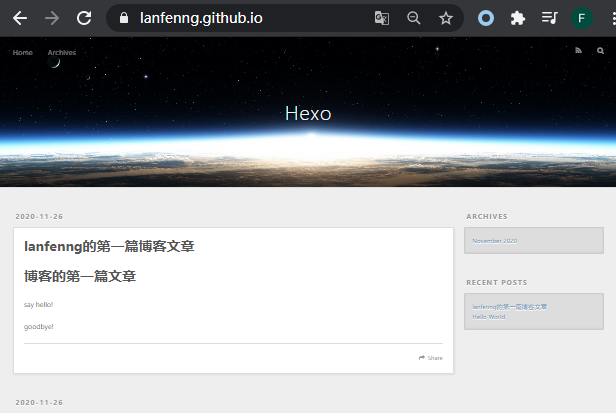 lanfenng.github.io
F
Home
Archives
Hexo
2020-11-26
lanfenng的第一篇博客文章
博客的第一篇文章
say hello!
goodbye!
Share
2020-11-26
ARCHIVES
November 2020
RECENT POSTS
lanfenng的第一篇博客文章
Hello World